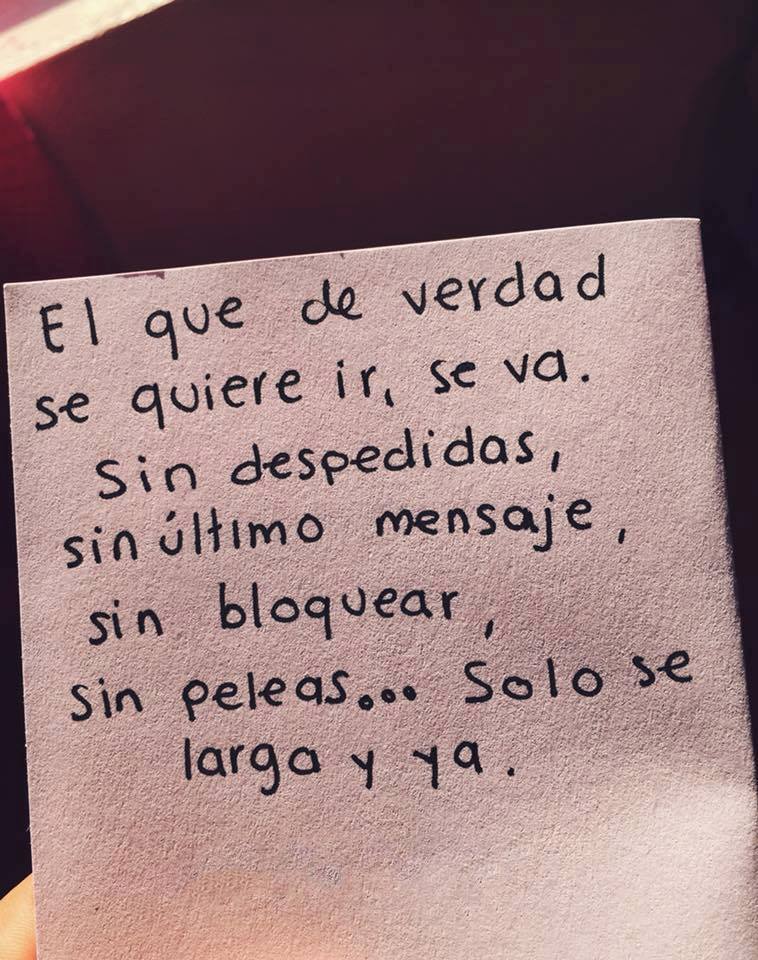 El que de verdad
se quiere ir, se va.
Sin despedidas,
sin último mensaje,
sin bloquear,
sin peleas... Solo se
larga y ya.